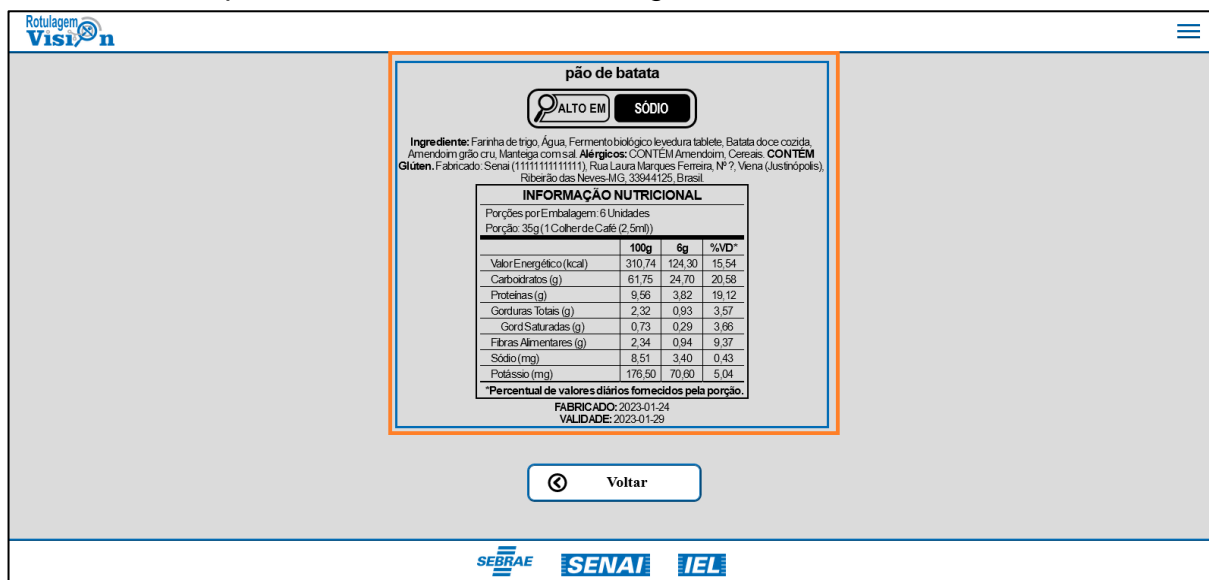 Rotulagem
Visi n
pão de batata
ALTO EM SÓDIO
Ingrediente: Farinha de trigo, Água, Fermento biológico levedura tablete, Batata doce cozida,
Amendoim grão cru, Manteiga com sal. Alérgicos: CONTÉM Amendoim, Cereais. CONTÉM
Glúten. Fabricado: Senai (11111111111111), Rua Laura Marques Ferreira, Nº ?, Viena (Justinópolis),
Ribeirão das Neves-MG, 33944125, Brasil.
INFORMAÇÃO NUTRICIONAL
Porções por Embalagem: 6 Unidades
Porção: 35g (1 Colher de Café (2,5ml))
100g 6g %VD*
Valor Energético (kcal) 310,74 124,30 15,54
Carboidratos (g) 61,75 24,70 20,58
Proteínas (g) 9,56 3,82 19,12
Gorduras Totais (g) 2,32 0,93 3,57
Gord Saturadas (g) 0,73 0,29 3,66
Fibras Alimentares (g) 2,34 0,94 9,37
Sódio (mg) 8,51 3,40 0,43
Potássio (mg) 176,50 70,60 5,04
*Percentual de valores diários fornecidos pela porção.
FABRICADO: 2023-01-24
VALIDADE: 2023-01-29
Voltar
SEBRAE SENAI IEL